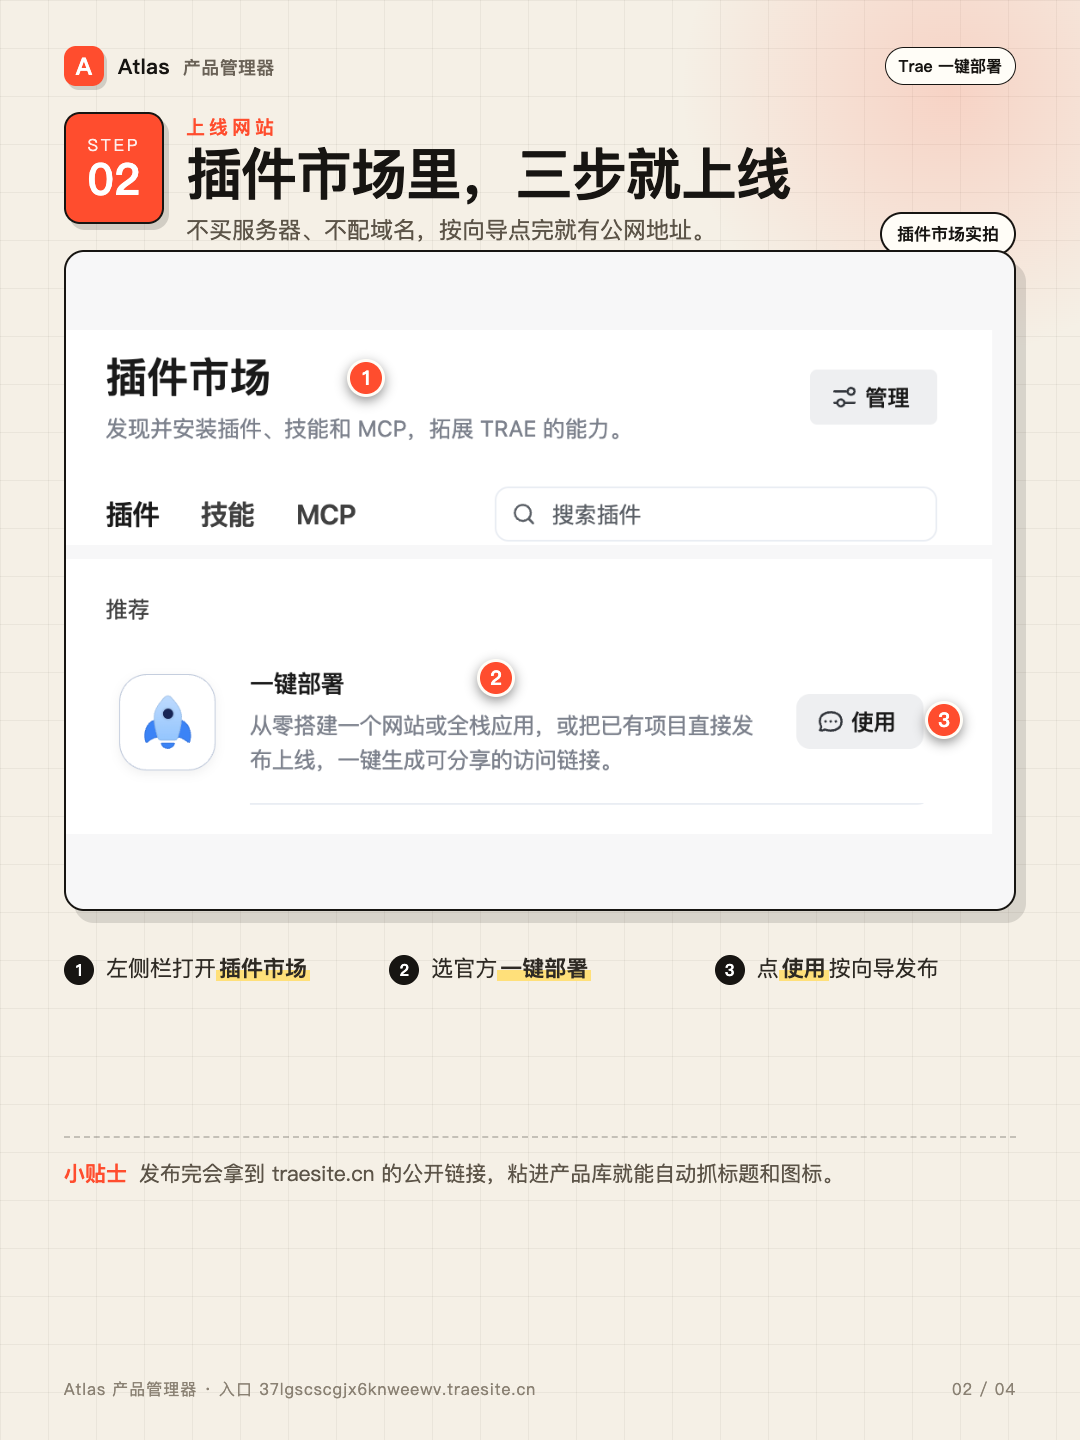 A Atlas 产品管理器
Trae 一键部署
STEP
02
上线网站
插件市场里，三步就上线
不买服务器、不配域名，按向导点完就有公网地址。
插件市场实拍
插件市场
1
管理
发现并安装插件、技能和 MCP，拓展 TRAE 的能力。
插件 技能 MCP
搜索插件
推荐
一键部署
2
从零搭建一个网站或全栈应用，或把已有项目直接发
布上线，一键生成可分享的访问链接。
使用
3
1 左侧栏打开插件市场
2 选官方一键部署
3 点使用按向导发布
小贴士 发布完会拿到 traesite.cn 的公开链接，粘进产品库就能自动抓标题和图标。
Atlas 产品管理器 · 入口 37lgscscgjx6knweewv.traesite.cn
02 / 04